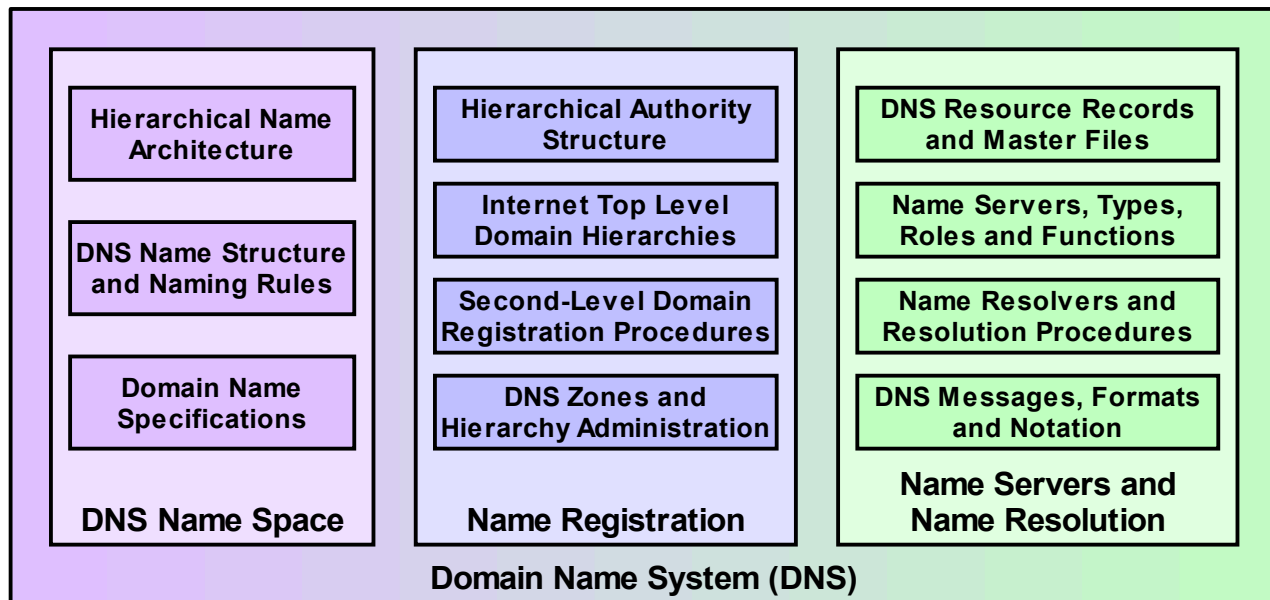 Hierarchical Name
Architecture
DNS Name Structure
and Naming Rules
Domain Name
Specifications
DNS Name Space
Hierarchical Authority
Structure
Internet Top Level
Domain Hierarchies
Second-Level Domain
Registration Procedures
DNS Zones and
Hierarchy Administration
Name Registration
DNS Resource Records
and Master Files
Name Servers, Types,
Roles and Functions
Name Resolvers and
Resolution Procedures
DNS Messages, Formats
and Notation
Name Servers and
Name Resolution
Domain Name System (DNS)